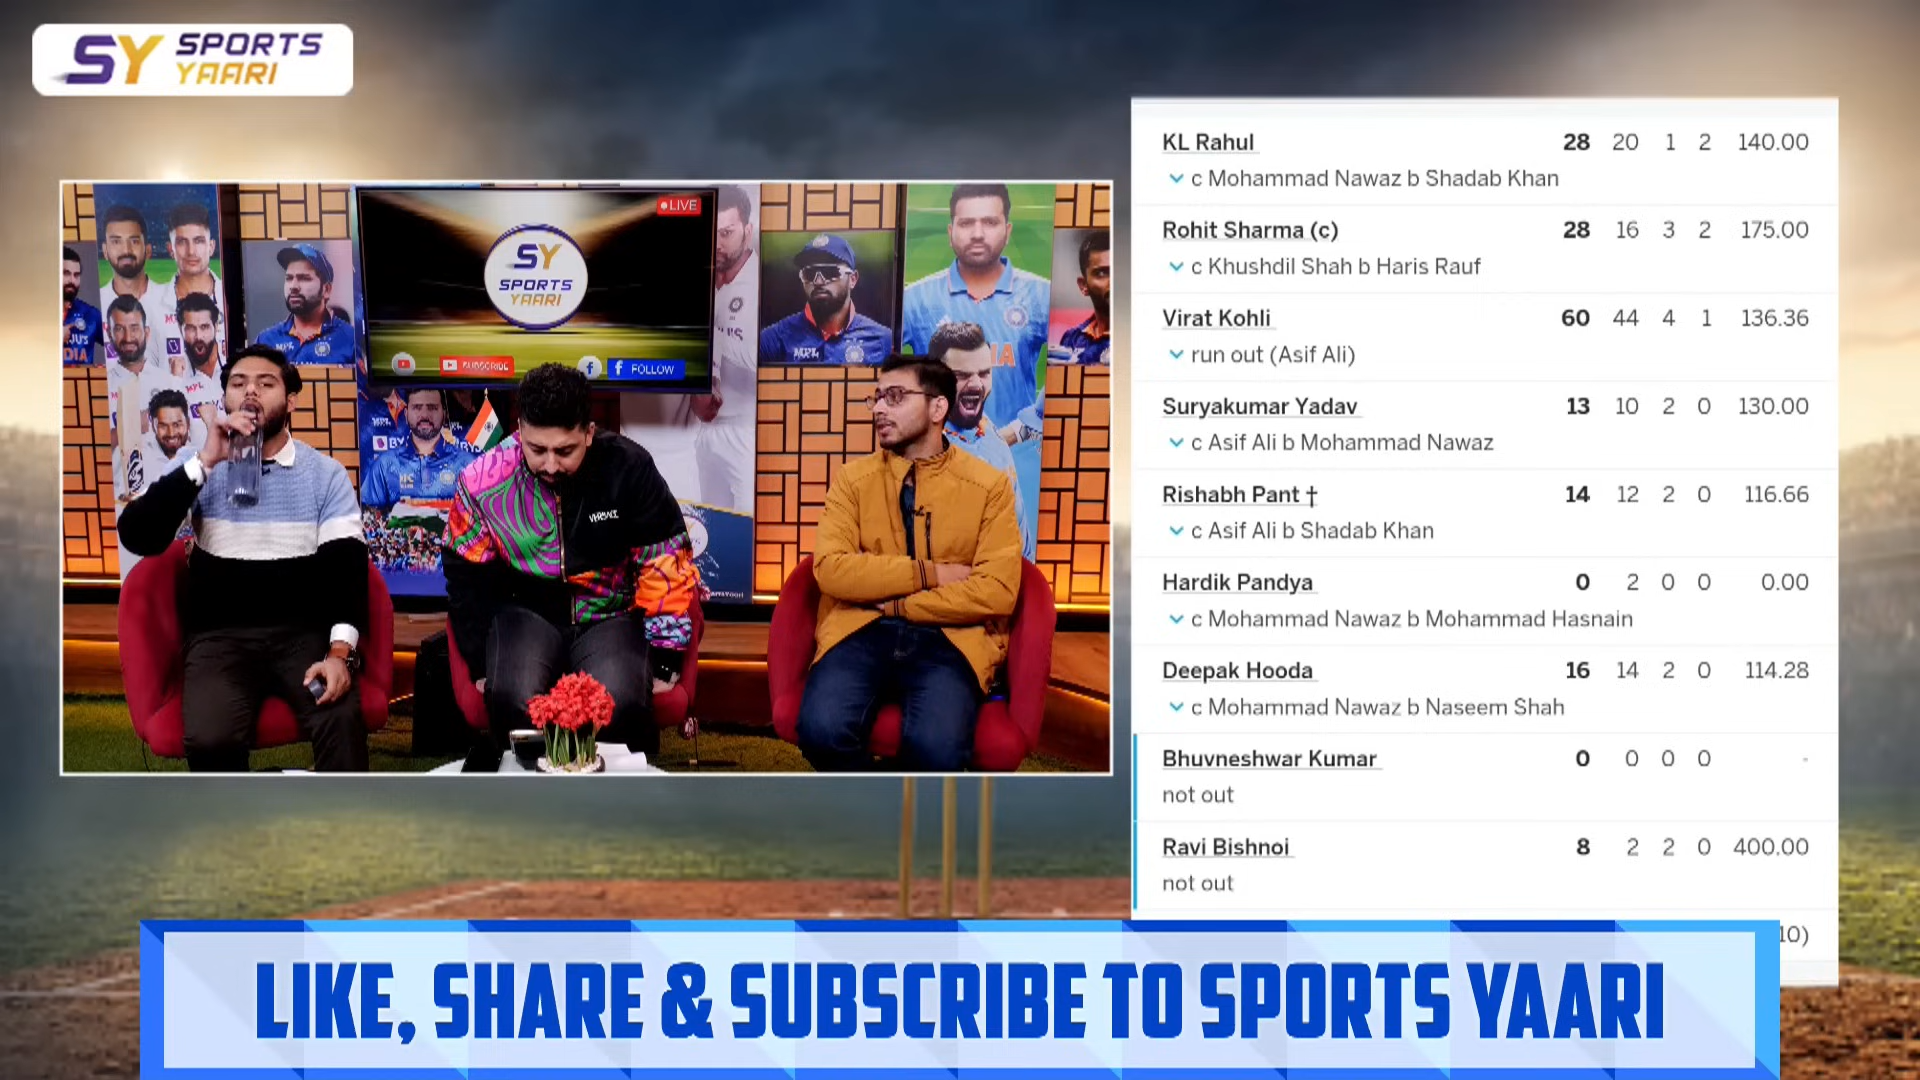 SY SPORTS
YAARI
LIVE
SY
SPORTS
YAARI
SUBSCRIBE
f FOLLOW
VERSACE
KL Rahul 28 20 1 2 140.00
c Mohammad Nawaz b Shadab Khan
Rohit Sharma (c) 28 16 3 2 175.00
c Khushdil Shah b Haris Rauf
Virat Kohli 60 44 4 1 136.36
run out (Asif Ali)
Suryakumar Yadav 13 10 2 0 130.00
c Asif Ali b Mohammad Nawaz
Rishabh Pant † 14 12 2 0 116.66
c Asif Ali b Shadab Khan
Hardik Pandya 0 2 0 0 0.00
c Mohammad Nawaz b Mohammad Hasnain
Deepak Hooda 16 14 2 0 114.28
c Mohammad Nawaz b Naseem Shah
Bhuvneshwar Kumar 0 0 0 0 -
not out
Ravi Bishnoi 8 2 2 0 400.00
not out
10)
LIKE, SHARE & SUBSCRIBE TO SPORTS YAARI